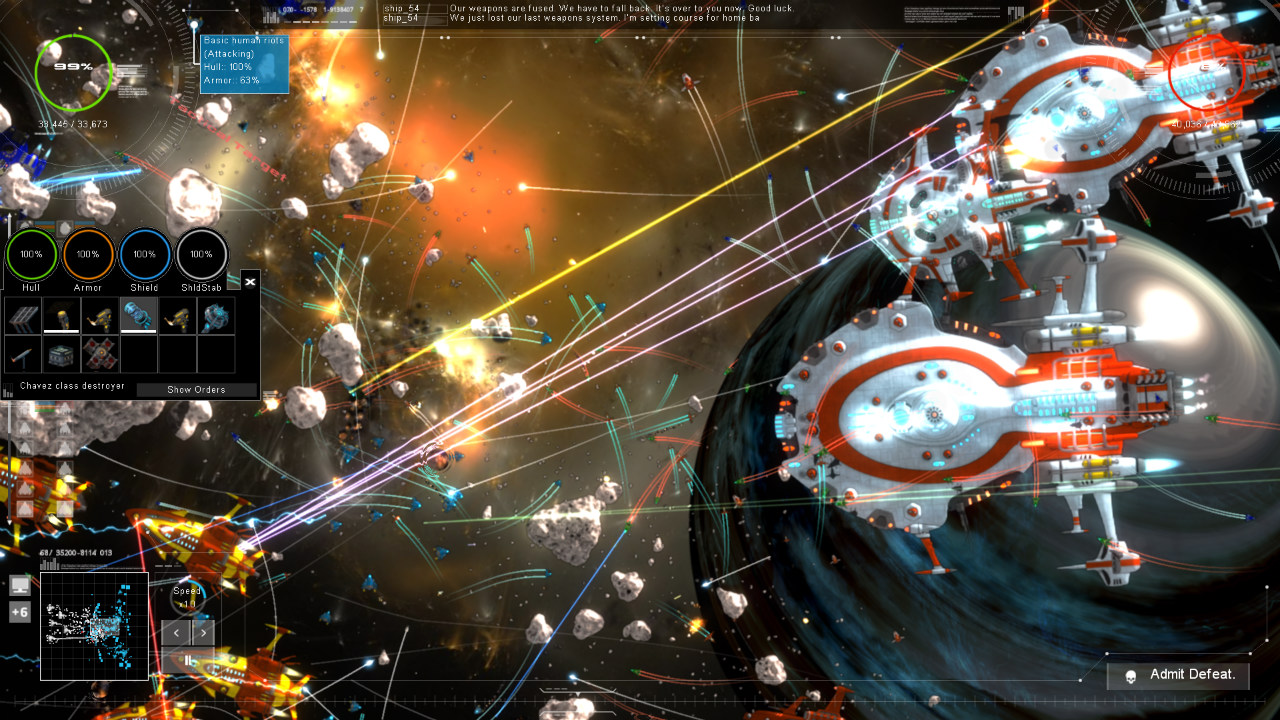 ship_54 Our weapons are fused. We have to fall back. It's over to you now. Good luck.
ship_54 We just lost our last weapons system. I'm setting course for home ba
Basic human riots
(Attacking)
Hull:: 100%
Armor:: 63%
99%
33,445 / 33,673
Target
100% 100% 100% 100%
Hull Armor Shield ShldStab
Chavez class destroyer
Show Orders
Speed
x1.0
+6
Admit Defeat.